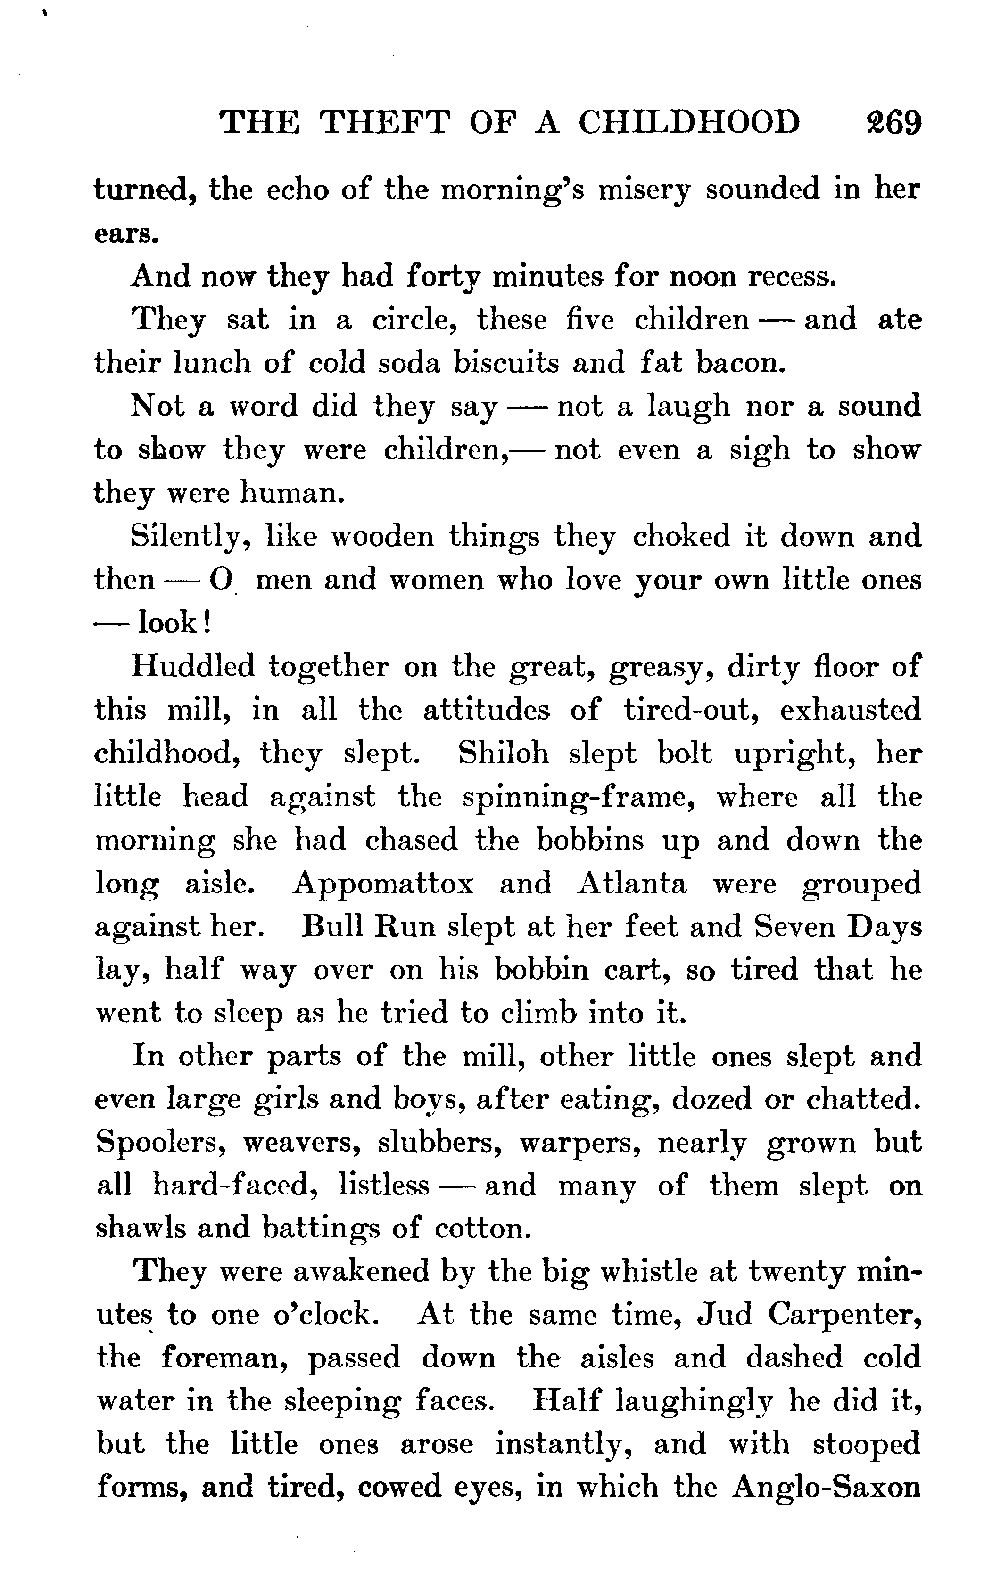 THE THEFT OF A CHILDHOOD 269
turned, the echo of the morning's misery sounded in her
ears.
And now they had forty minutes for noon recess.
They sat in a circle, these five children — and ate
their lunch of cold soda biscuits and fat bacon.
Not a word did they say — not a laugh nor a sound
to show they were children,— not even a sigh to show
they were human.
Silently, like wooden things they choked it down and
then — O men and women who love your own little ones
— look!
Huddled together on the great, greasy, dirty floor of
this mill, in all the attitudes of tired-out, exhausted
childhood, they slept. Shiloh slept bolt upright, her
little head against the spinning-frame, where all the
morning she had chased the bobbins up and down the
long aisle. Appomattox and Atlanta were grouped
against her. Bull Run slept at her feet and Seven Days
lay, half way over on his bobbin cart, so tired that he
went to sleep as he tried to climb into it.
In other parts of the mill, other little ones slept and
even large girls and boys, after eating, dozed or chatted.
Spoolers, weavers, slubbers, warpers, nearly grown but
all hard-faced, listless — and many of them slept on
shawls and battings of cotton.
They were awakened by the big whistle at twenty min-
utes to one o'clock. At the same time, Jud Carpenter,
the foreman, passed down the aisles and dashed cold
water in the sleeping faces. Half laughingly he did it,
but the little ones arose instantly, and with stooped
forms, and tired, cowed eyes, in which the Anglo-Saxon